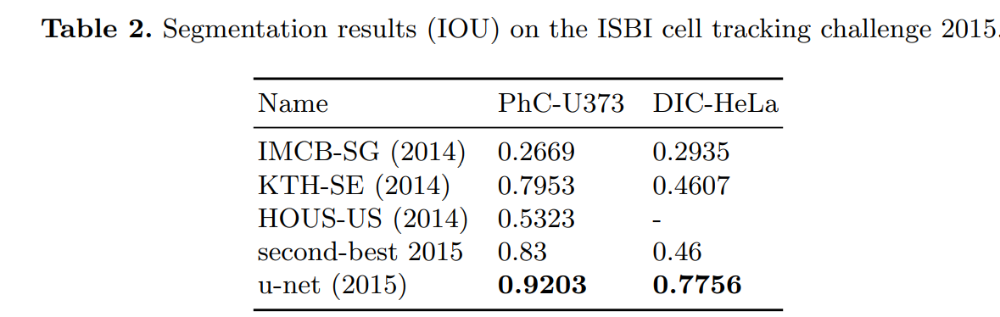 Table 2. Segmentation results (IOU) on the ISBI cell tracking challenge 2015.
Name PhC-U373 DIC-HeLa
IMCB-SG (2014) 0.2669 0.2935
KTH-SE (2014) 0.7953 0.4607
HOUS-US (2014) 0.5323 -
second-best 2015 0.83 0.46
u-net (2015) 0.9203 0.7756